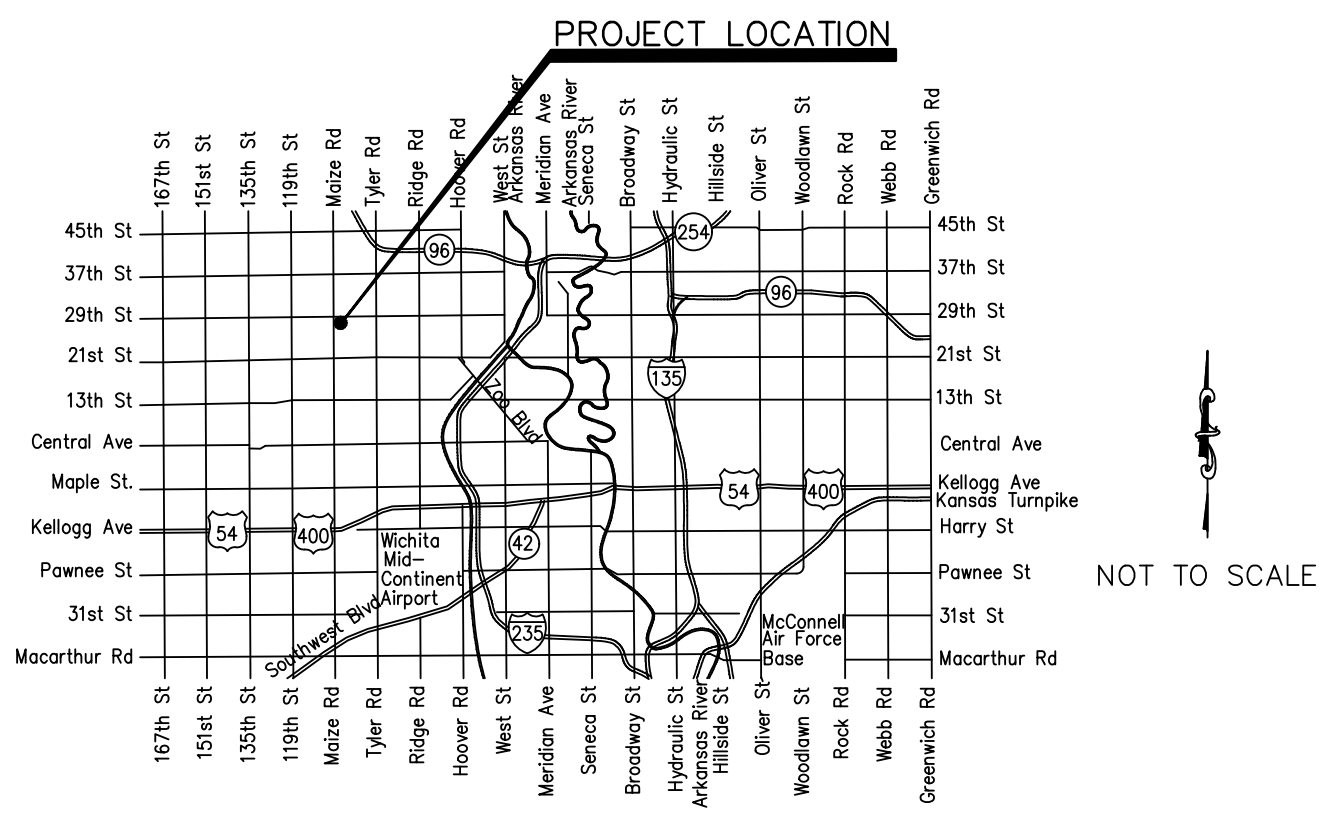 PROJECT LOCATION
167th St
151st St
135th St
119th St
Maize Rd
Tyler Rd
Ridge Rd
Hoover Rd
West St
Arkansas River
Meridian Ave
Arkansas River
Seneca St
Broadway St
Hydraulic St
Hillside St
Oliver St
Woodlawn St
Rock Rd
Webb Rd
Greenwich Rd
45th St
254
45th St
96
37th St
37th St
96
29th St
29th St
21st St
21st St
135
13th St
13th St
Zoo Blvd
Central Ave
Central Ave
Maple St.
54
400
Kellogg Ave
Kansas Turnpike
Kellogg Ave
54
400
Harry St
42
Wichita
Mid-
Continent
Airport
Pawnee St
Pawnee St
NOT TO SCALE
31st St
31st St
Southwest Blvd
235
McConnell
Air Force
Base
Macarthur Rd
Macarthur Rd
167th St
151st St
135th St
119th St
Maize Rd
Tyler Rd
Ridge Rd
Hoover Rd
West St
Meridian Ave
Seneca St
Broadway St
Hydraulic St
Arkansas River
Hillside St
Oliver St
Woodlawn St
Rock Rd
Webb Rd
Greenwich Rd